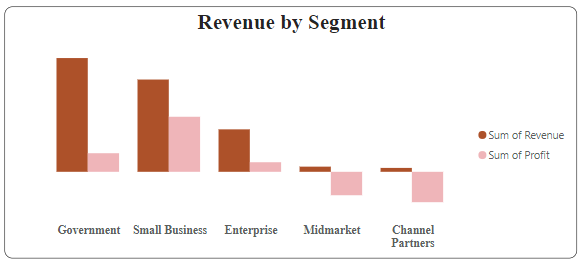 Revenue by Segment
Sum of Revenue
Sum of Profit
Government Small Business Enterprise Midmarket Channel
Partners